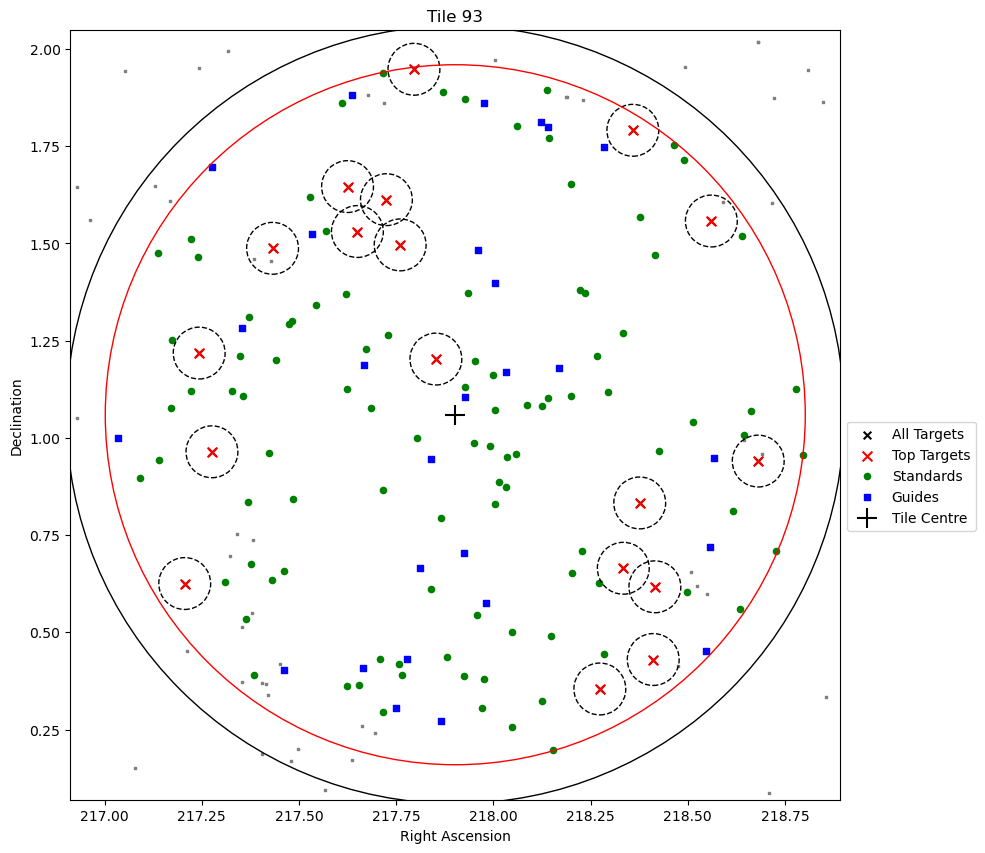 Tile 93
2.00
1.75
1.50
1.25
1.00
0.75
0.50
0.25
Declination
217.00
217.25
217.50
217.75
218.00
218.25
218.50
218.75
Right Ascension
All Targets
Top Targets
Standards
Guides
Tile Centre